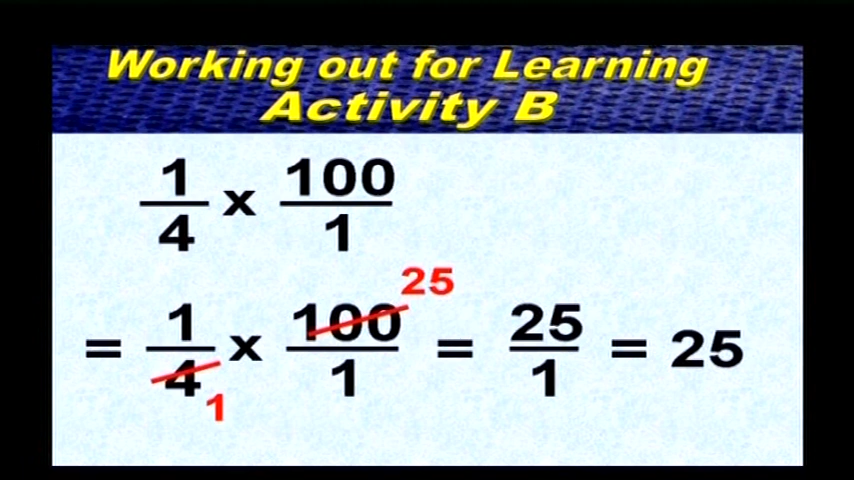 Working out for Learning
Activity B
1/4 x 100/1
25
= 1/4 x 100/1 = 25/1 = 25
1